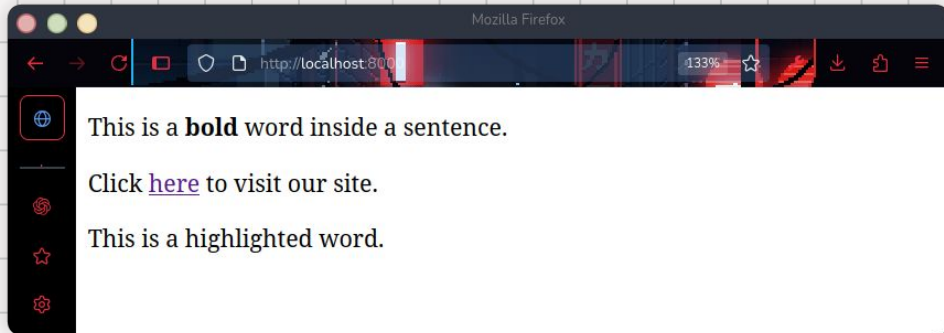 Mozilla Firefox
http://localhost:8000
133%
This is a bold word inside a sentence.
Click here to visit our site.
This is a highlighted word.